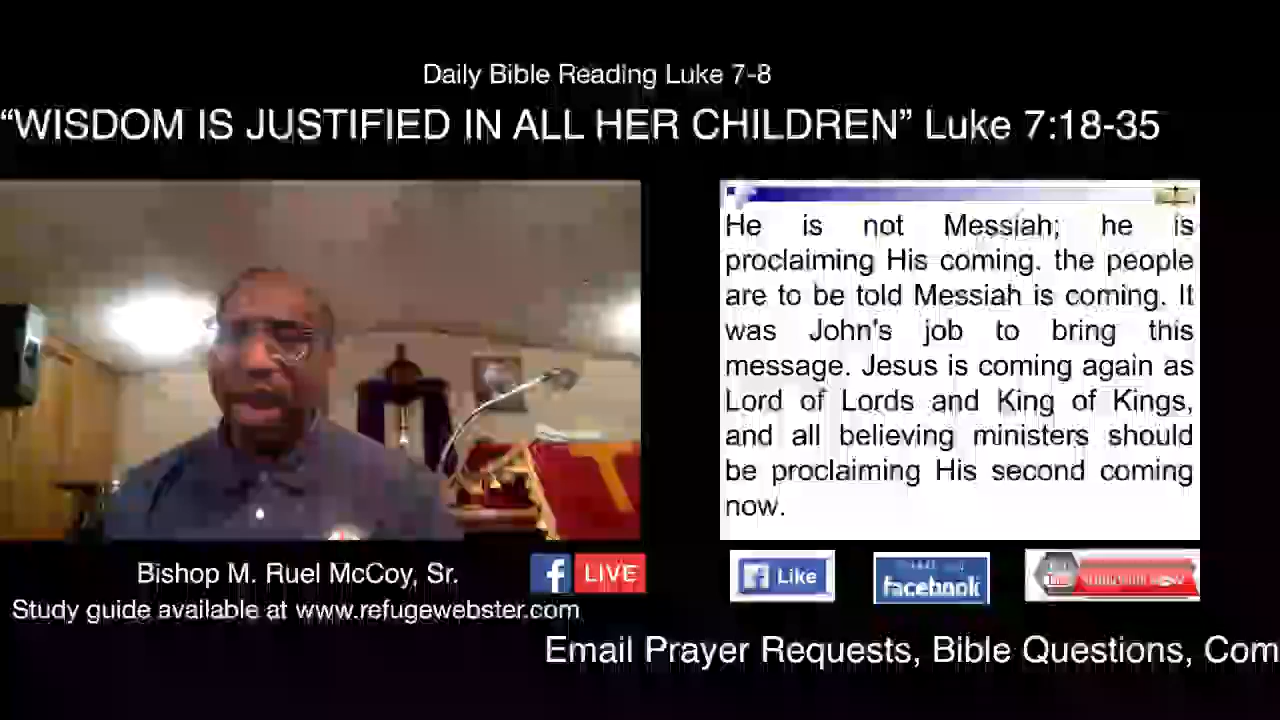 Daily Bible Reading Luke 7-8
“WISDOM IS JUSTIFIED IN ALL HER CHILDREN” Luke 7:18-35
He is not Messiah; he is
proclaiming His coming. the people
are to be told Messiah is coming. It
was John's job to bring this
message. Jesus is coming again as
Lord of Lords and King of Kings,
and all believing ministers should
be proclaiming His second coming
now.
Bishop M. Ruel McCoy, Sr.
f LIVE
f Like
facebook
Study guide available at www.refugewebster.com
Email Prayer Requests, Bible Questions, Com